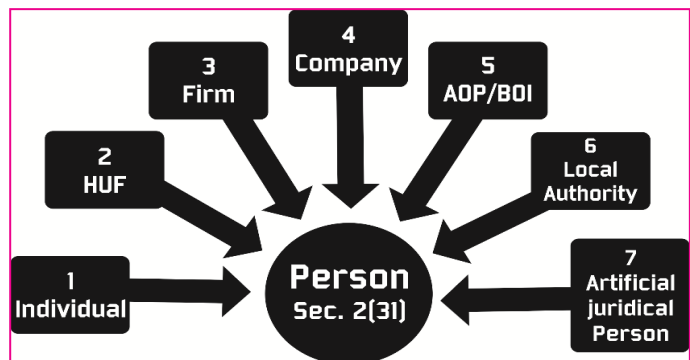 1
Individual
2
HUF
3
Firm
4
Company
5
AOP/BOI
6
Local
Authority
7
Artificial
juridical
Person
Person
Sec. 2(31)